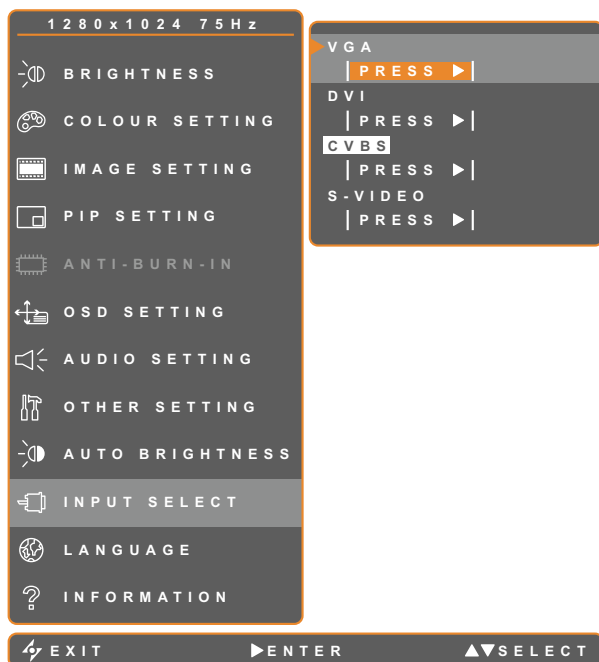 1280x1024 75Hz
BRIGHTNESS
COLOUR SETTING
IMAGE SETTING
PIP SETTING
ANTI-BURN-IN
OSD SETTING
AUDIO SETTING
OTHER SETTING
AUTO BRIGHTNESS
INPUT SELECT
LANGUAGE
INFORMATION
VGA
PRESS ▶
DVI
PRESS ▶
CVBS
PRESS ▶
S-VIDEO
PRESS ▶
EXIT ▶ENTER ▲▼SELECT